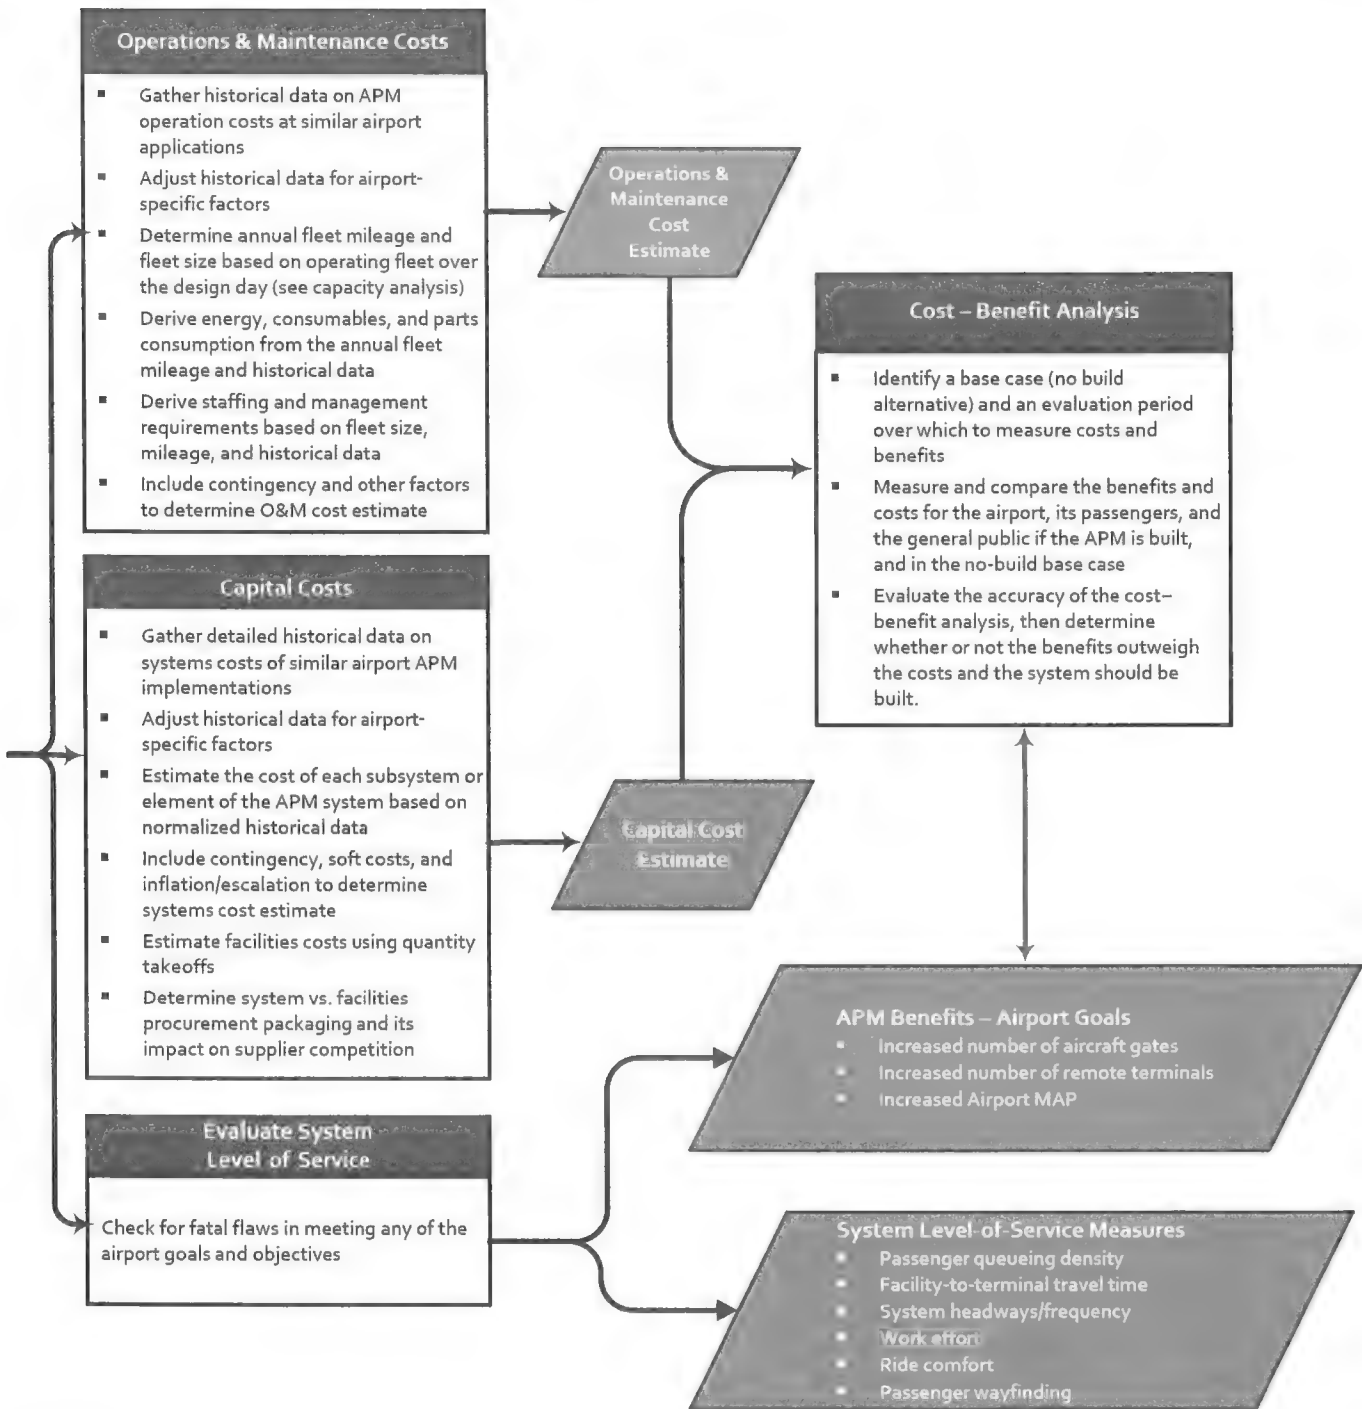 Operations & Maintenance Costs
▪ Gather historical data on APM
operation costs at similar airport
applications
▪ Adjust historical data for airport-
specific factors
▪ Determine annual fleet mileage and
fleet size based on operating fleet over
the design day (see capacity analysis)
▪ Derive energy, consumables, and parts
consumption from the annual fleet
mileage and historical data
▪ Derive staffing and management
requirements based on fleet size,
mileage, and historical data
▪ Include contingency and other factors
to determine O&M cost estimate
Operations &
Maintenance
Cost
Estimate
Capital Costs
▪ Gather detailed historical data on
systems costs of similar airport APM
implementations
▪ Adjust historical data for airport-
specific factors
▪ Estimate the cost of each subsystem or
element of the APM system based on
normalized historical data
▪ Include contingency, soft costs, and
inflation/escalation to determine
systems cost estimate
▪ Estimate facilities costs using quantity
takeoffs
▪ Determine system vs. facilities
procurement packaging and its
impact on supplier competition
Capital Cost
Estimate
Cost – Benefit Analysis
▪ Identify a base case (no build
alternative) and an evaluation period
over which to measure costs and
benefits
▪ Measure and compare the benefits and
costs for the airport, its passengers, and
the general public if the APM is built,
and in the no-build base case
▪ Evaluate the accuracy of the cost–
benefit analysis, then determine
whether or not the benefits outweigh
the costs and the system should be
built.
Evaluate System
Level of Service
Check for fatal flaws in meeting any of the
airport goals and objectives
APM Benefits – Airport Goals
▪ Increased number of aircraft gates
▪ Increased number of remote terminals
▪ Increased Airport MAP
System Level-of-Service Measures
▪ Passenger queueing density
▪ Facility-to-terminal travel time
▪ System headways/frequency
▪ Work effort
▪ Ride comfort
▪ Passenger wayfinding